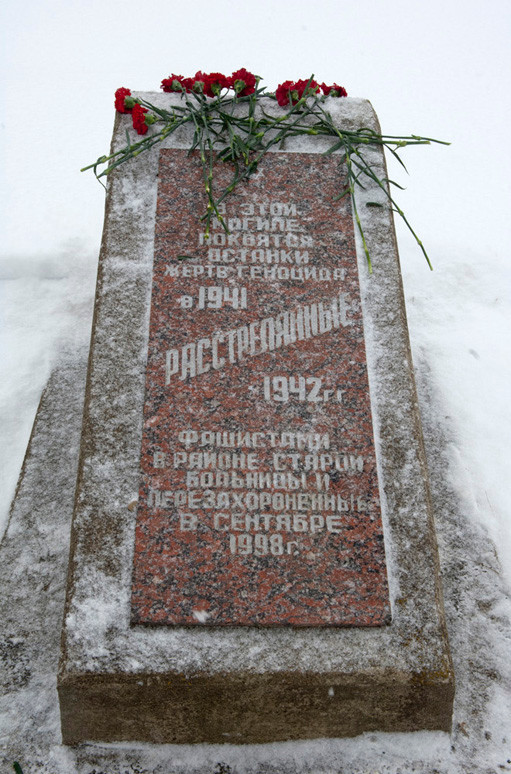 ЭТОЙ
МОГИЛЕ
ПОКОЯТСЯ
ОСТАНКИ
ЖЕРТВ ГЕНОЦИДА
В 1941
РАССТРЕЛЯННЫЕ
1942 гг
ФАШИСТАМИ
В РАЙОНЕ СТАРОЙ
БОЛЬНИЦЫ И
ПЕРЕЗАХОРОНЕННЫЕ
В СЕНТЯБРЕ
1998 г.